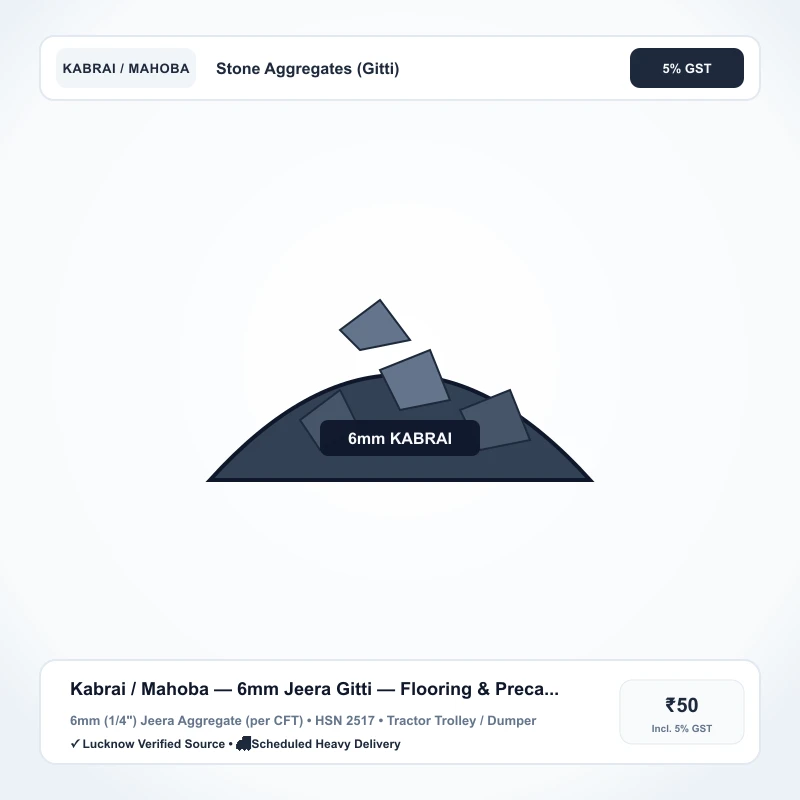 KABRAI / MAHOBA
Stone Aggregates (Gitti)
5% GST
6mm KABRAI
Kabrai / Mahoba — 6mm Jeera Gitti — Flooring & Preca...
6mm (1/4") Jeera Aggregate (per CFT) • HSN 2517 • Tractor Trolley / Dumper
✓ Lucknow Verified Source • 🚚 Scheduled Heavy Delivery
₹50
Incl. 5% GST